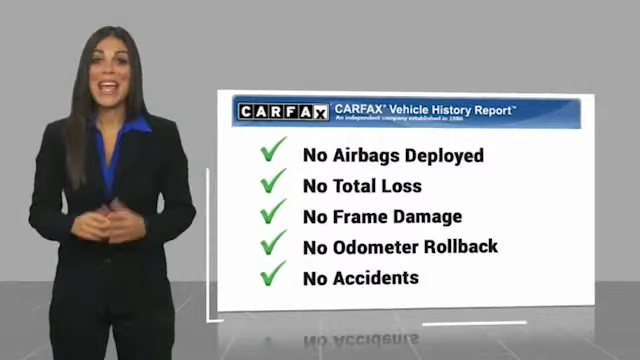 CARFAX CARFAX® Vehicle History Report™
An independent company established in 1986
No Airbags Deployed
No Total Loss
No Frame Damage
No Odometer Rollback
No Accidents